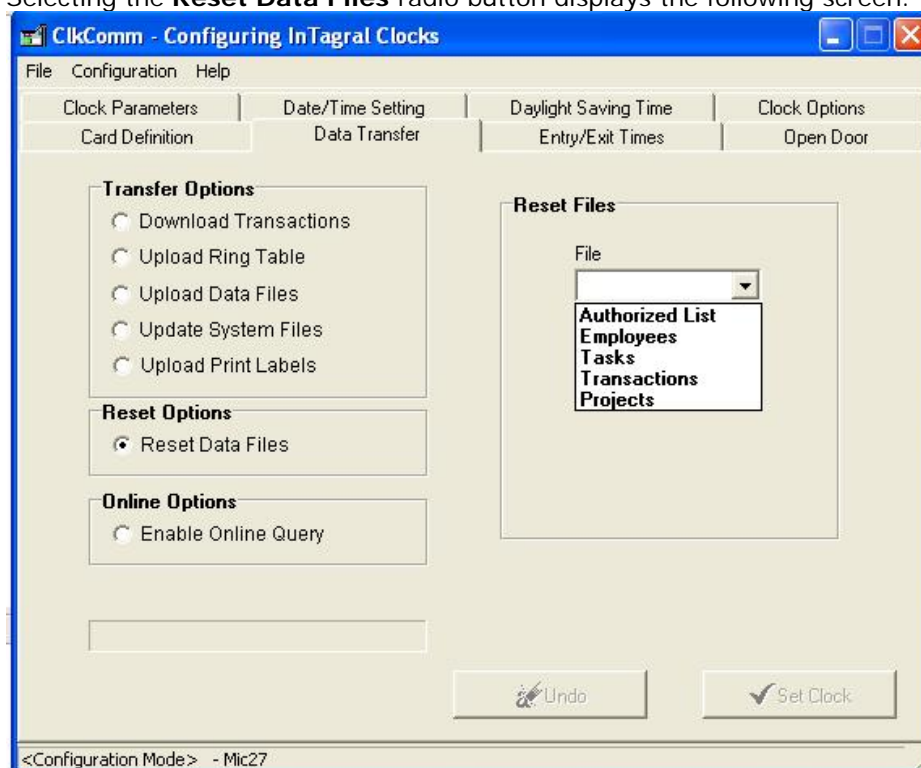 Selecting the Reset Data Files radio button displays the following screen:
ClkComm - Configuring InTagral Clocks
File Configuration Help
Clock Parameters Date/Time Setting Daylight Saving Time Clock Options
Card Definition Data Transfer Entry/Exit Times Open Door
Transfer Options
Download Transactions
Upload Ring Table
Upload Data Files
Update System Files
Upload Print Labels
Reset Options
Reset Data Files
Online Options
Enable Online Query
Reset Files
File
Authorized List
Employees
Tasks
Transactions
Projects
Undo Set Clock
<Configuration Mode> - Mic27